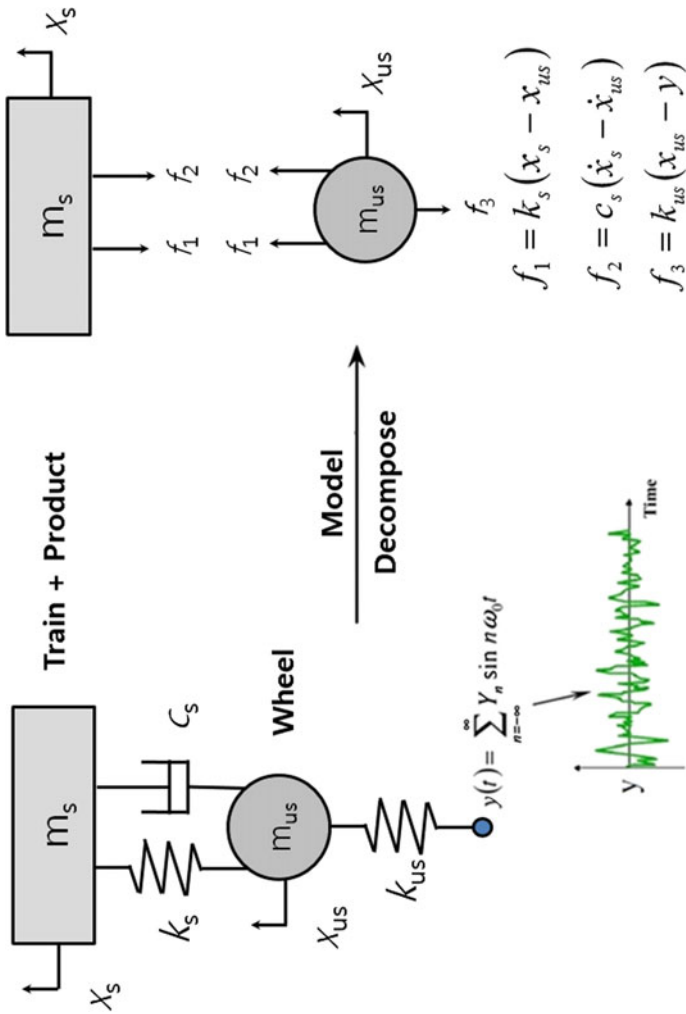 Train + Product
m_s
X_s
k_s
C_s
Wheel
m_us
X_us
k_us
y(t) = \sum_{n=-∞}^{∞} Y_n sin nω_0 t
y
Time
Model
Decompose
m_s
X_s
f_1 f_2
f_1 f_2
m_us
X_us
f_3
f_1 = k_s (x_s − x_us)
f_2 = c_s (ẋ_s − ẋ_us)
f_3 = k_us (x_us − y)